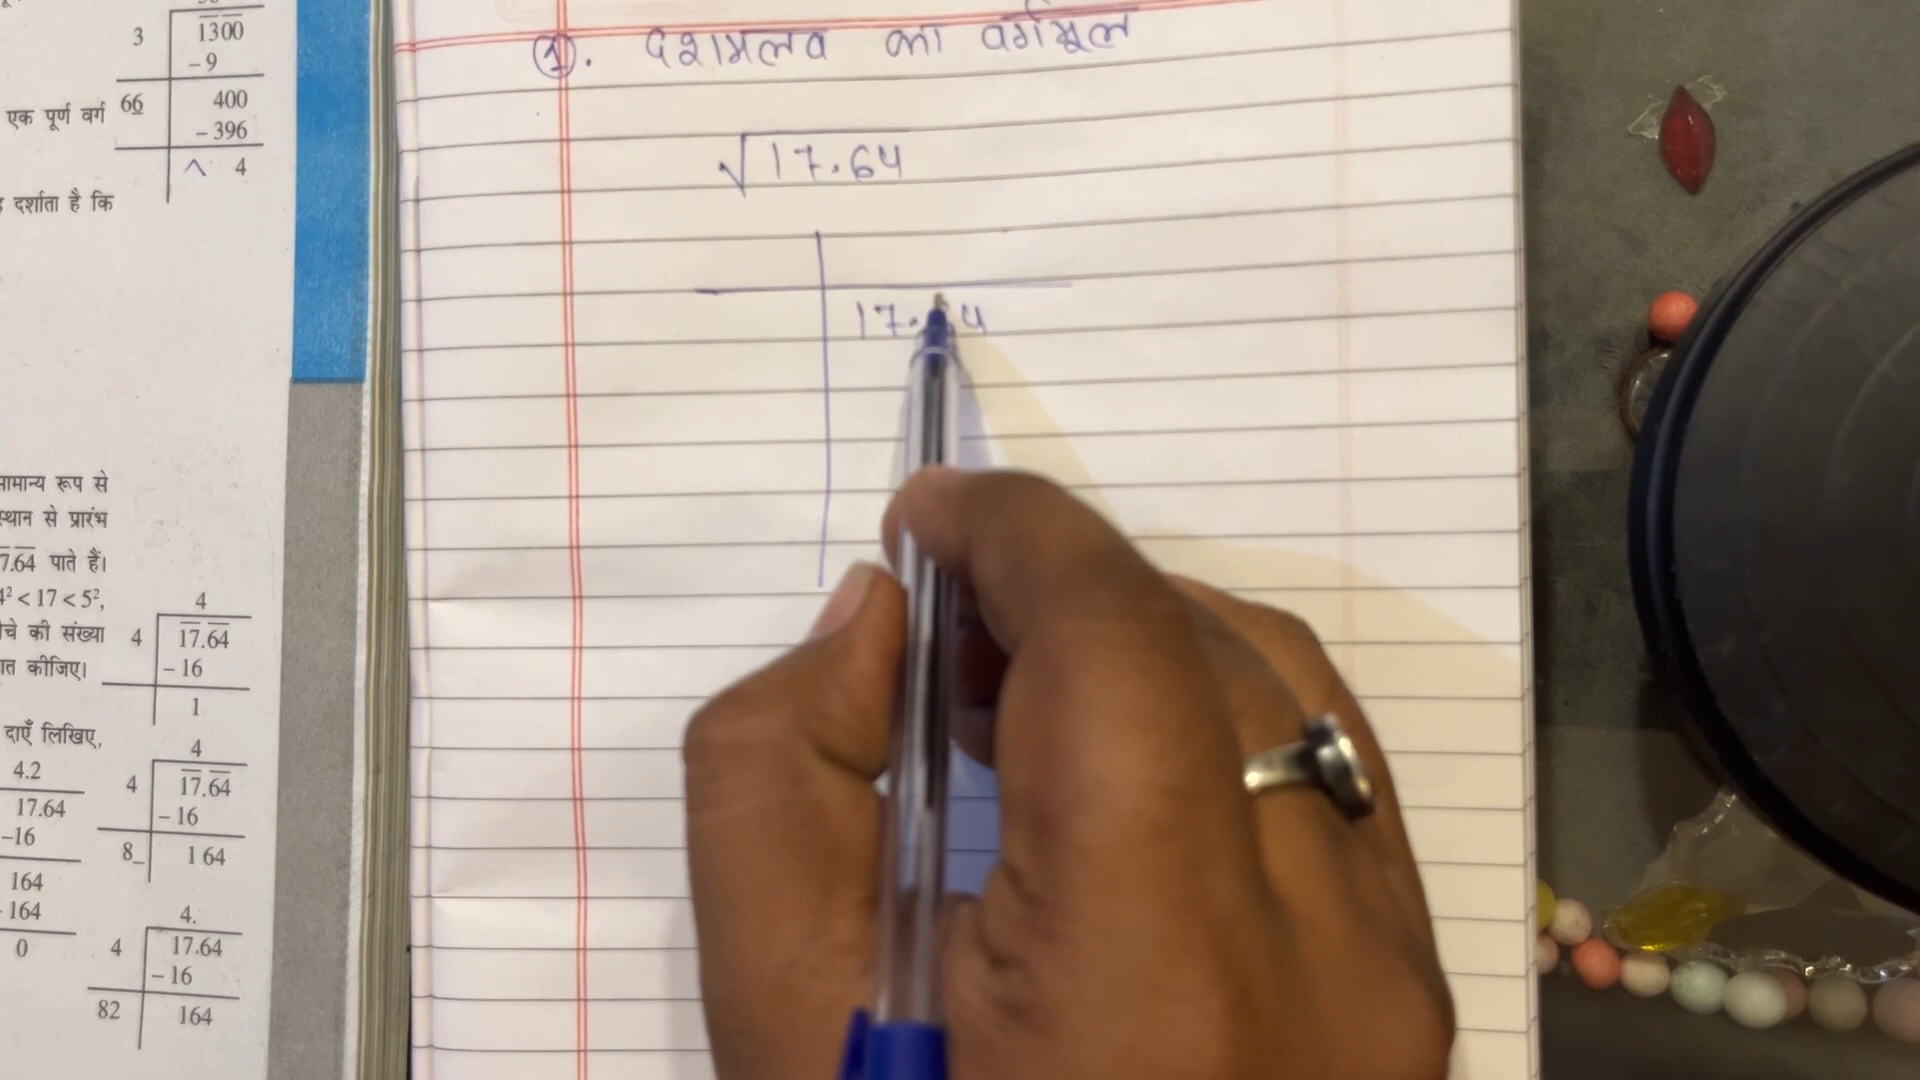 3 1300
-9
एक पूर्ण वर्ग 66 400
-396
^ 4
दर्शाता है कि
①. दशमलव का वर्गमूल
√17.64
17.64
सामान्य रूप से
स्थान से प्रारंभ
7.64 पाते हैं।
4² < 17 < 5², 4
की संख्या 4 17.64
कीजिए। -16
1
दाएँ लिखिए, 4
4.2 4 17.64
17.64 -16
-16 8_ 164
164
-164 4.
0 4 17.64
-16
82 164